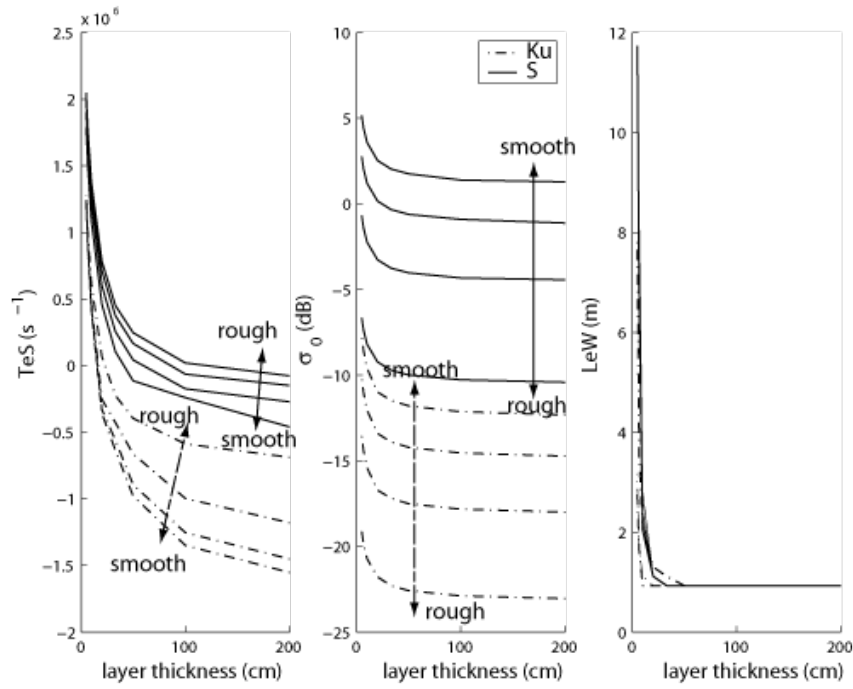 x 10 6
2.5
2
1.5
1
0.5
0
−0.5
−1
−1.5
−2
TeS (s −1)
rough
rough
smooth
smooth
0 100 200
layer thickness (cm)
10
5
0
−5
−10
−15
−20
−25
σ 0 (dB)
Ku
S
smooth
smooth
rough
rough
0 100 200
layer thickness (cm)
12
10
8
6
4
2
0
LeW (m)
0 100 200
layer thickness (cm)